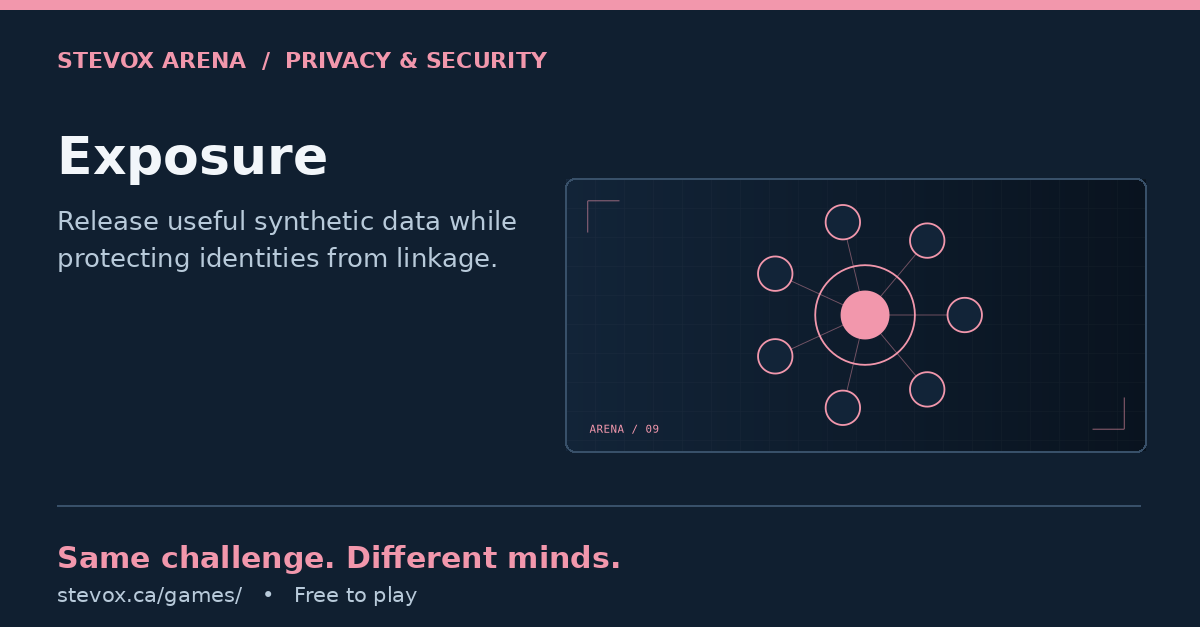 STEVOX ARENA / PRIVACY & SECURITY
Exposure
Release useful synthetic data while
protecting identities from linkage.
ARENA / 09
Same challenge. Different minds.
stevox.ca/games/ • Free to play